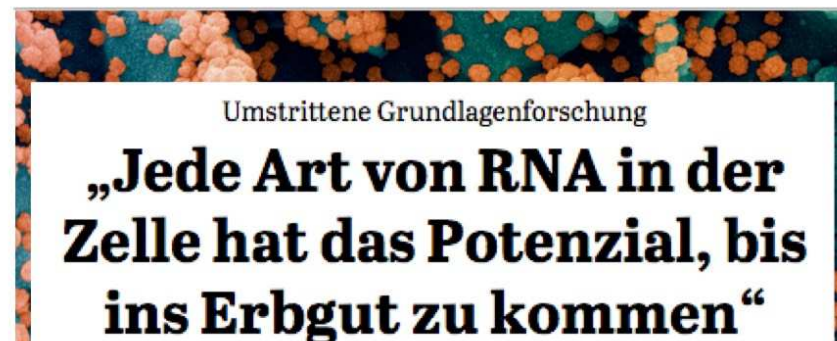 Umstrittene Grundlagenforschung
„Jede Art von RNA in der
Zelle hat das Potenzial, bis
ins Erbgut zu kommen“